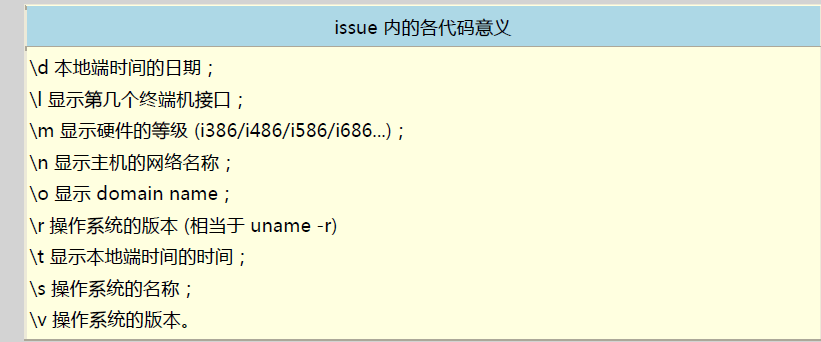 issue 内的各代码意义
\d 本地端时间的日期；
\l 显示第几个终端机接口；
\m 显示硬件的等级 (i386/i486/i586/i686...)；
\n 显示主机的网络名称；
\o 显示 domain name；
\r 操作系统的版本 (相当于 uname -r)
\t 显示本地端时间的时间；
\s 操作系统的名称；
\v 操作系统的版本。